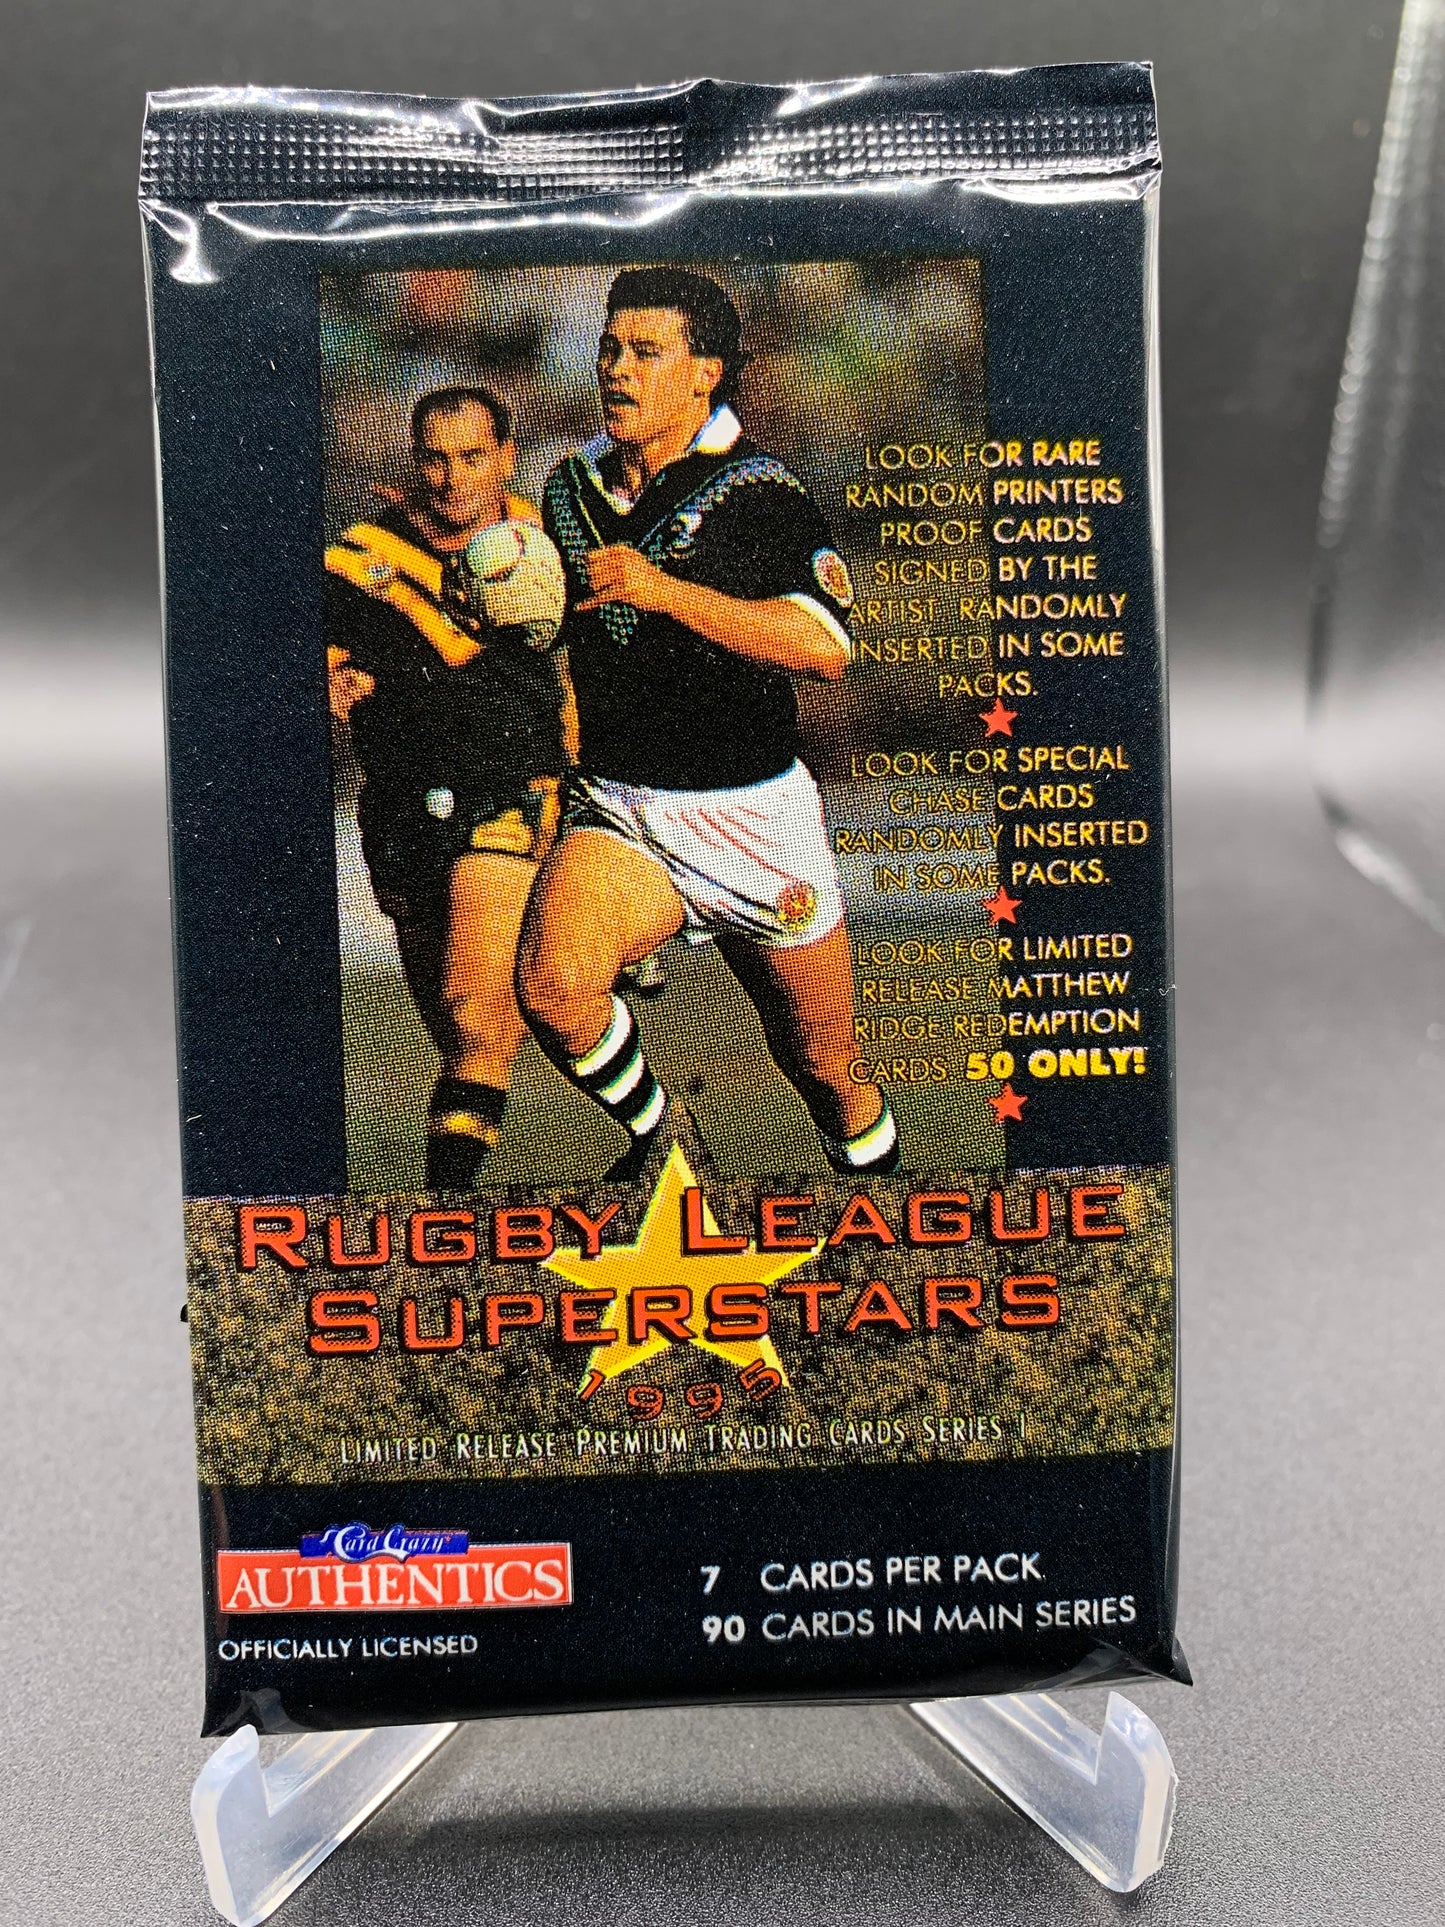 LOOK FOR RARE
RANDOM PRINTERS
PROOF CARDS
SIGNED BY THE
ARTIST RANDOMLY
INSERTED IN SOME
PACKS.
LOOK FOR SPECIAL
CHASE CARDS
RANDOMLY INSERTED
IN SOME PACKS.
LOOK FOR LIMITED
RELEASE MATTHEW
RIDGE REDEMPTION
CARDS 50 ONLY!
RUGBY LEAGUE
SUPERSTARS
1995
LIMITED RELEASE PREMIUM TRADING CARDS SERIES I
Card Crazy
AUTHENTICS
OFFICIALLY LICENSED
7 CARDS PER PACK
90 CARDS IN MAIN SERIES